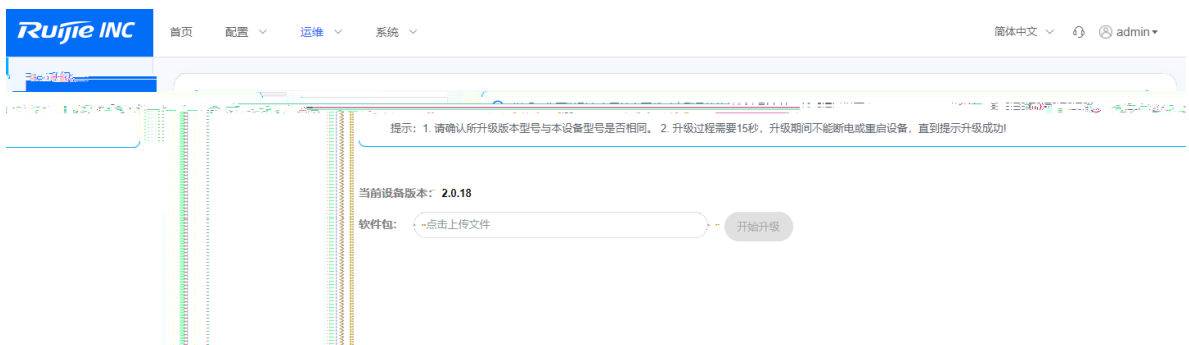 Ruijie INC 首页 配置 运维 系统 简体中文 admin
提示：1. 请确认所升级版本型号与本设备型号是否相同。 2. 升级过程需要15秒，升级期间不能断电或重启设备，直到提示升级成功!
当前设备版本： 2.0.18
软件包： 点击上传文件 开始升级